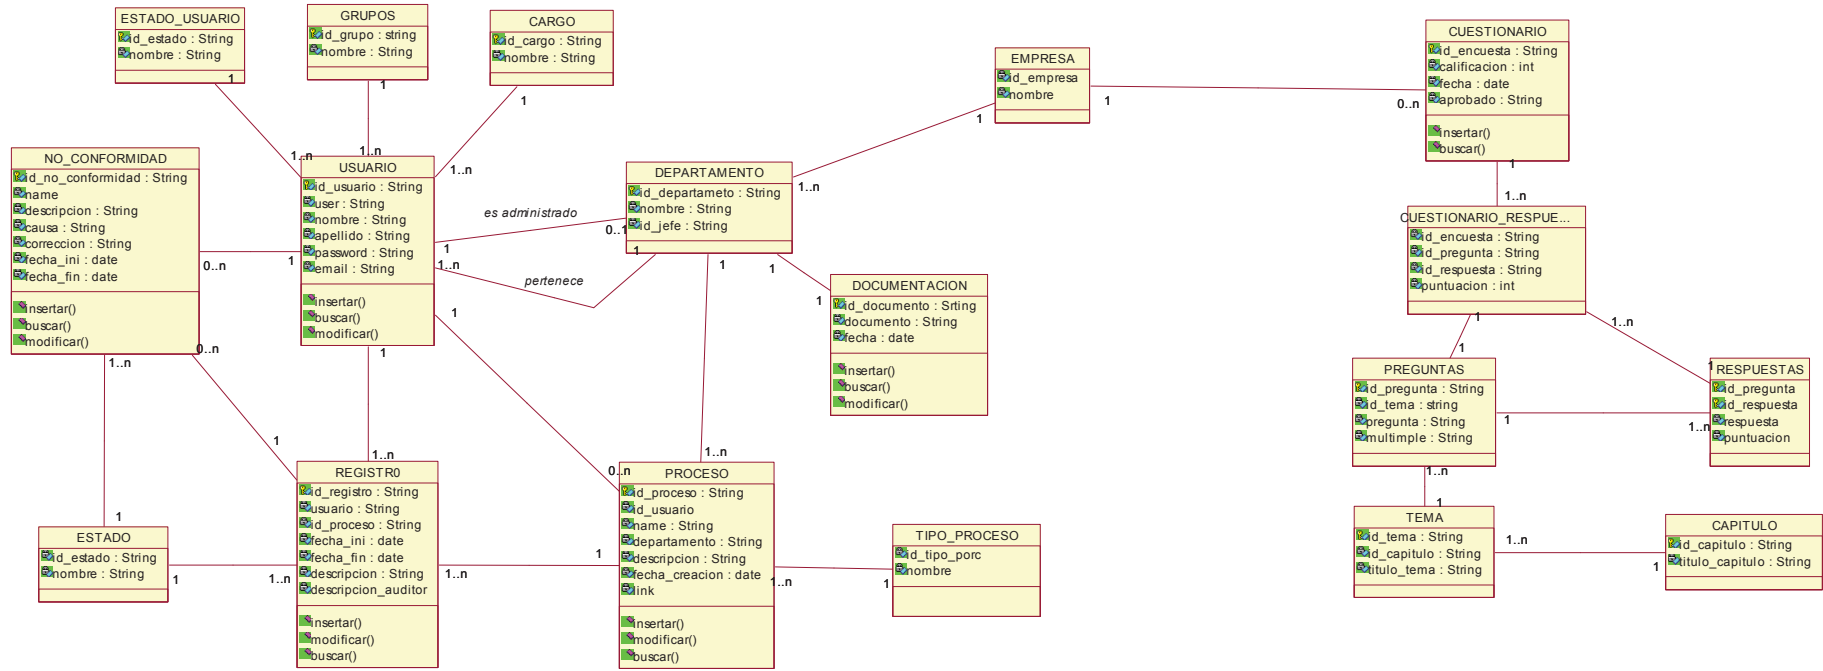 ESTADO_USUARIO
id_estado : String
nombre : String
1
GRUPOS
id_grupo : string
nombre : String
1
CARGO
id_cargo : String
nombre : String
1
EMPRESA
id_empresa
nombre
1
1
CUESTIONARIO
id_encuesta : String
calificacion : int
fecha : date
aprobado : String
insertar()
buscar()
0..n
1
1..n
NO_CONFORMIDAD
id_no_conformidad : String
name
descripcion : String
causa : String
correccion : String
fecha_ini : date
fecha_fin : date
insertar()
buscar()
modificar()
0..n
1
1..n
0..n
1..n
1..n
1..n
USUARIO
id_usuario : String
user : String
nombre : String
apellido : String
password : String
email : String
insertar()
buscar()
modificar()
1
1..n
1
1
es administrado
pertenece
0..1
1
DEPARTAMENTO
id_departameto : String
nombre : String
id_jefe : String
1..n
1
1
1
DOCUMENTACION
id_documento : Srting
documento : String
fecha : date
insertar()
buscar()
modificar()
CUESTIONARIO_RESPUE...
id_encuesta : String
id_pregunta : String
id_respuesta : String
puntuacion : int
1
1..n
1
1
PREGUNTAS
id_pregunta : String
id_tema : string
pregunta : String
multimple : String
1
1..n
1..n
1
RESPUESTAS
id_pregunta
id_respuesta
respuesta
puntuacion
1
1
ESTADO
id_estado : String
nombre : String
1
1..n
1..n
REGISTR0
id_registro : String
usuario : String
id_proceso : String
fecha_ini : date
fecha_fin : date
descripcion : String
descripcion_auditor
insertar()
modificar()
buscar()
1..n
1
0..n
1..n
PROCESO
id_proceso : String
id_usuario
name : String
departamento : String
descripcion : String
fecha_creacion : date
link
insertar()
modificar()
buscar()
1..n
1
TIPO_PROCESO
id_tipo_porc
nombre
TEMA
id_tema : String
id_capitulo : String
titulo_tema : String
1..n
1
CAPITULO
id_capitulo : String
titulo_capitulo : String